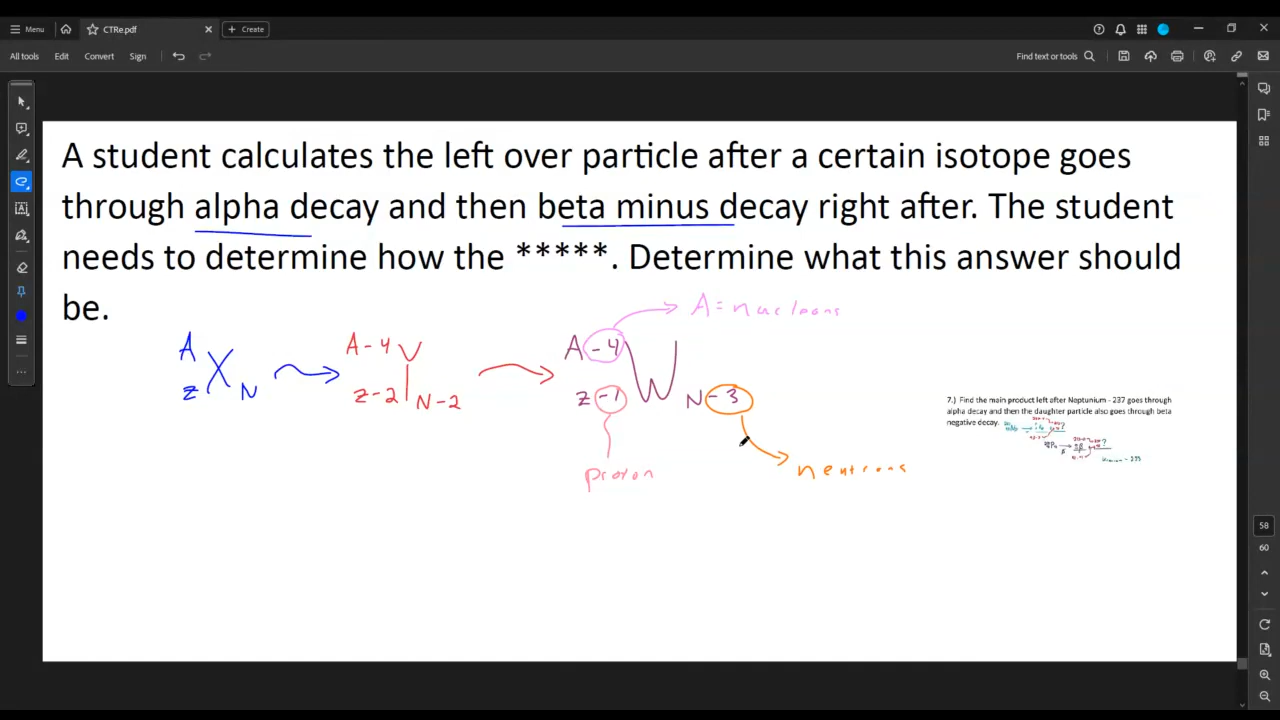 Menu
CTRe.pdf
Create
All tools
Edit
Convert
Sign
Find text or tools
A student calculates the left over particle after a certain isotope goes
through alpha decay and then beta minus decay right after. The student
needs to determine how the *****. Determine what this answer should
be.
A = nucleons
A
X
Z
N
A-4
Y
Z-2
N-2
A-4
W
Z-1
N-3
proton
neutrons
7.) Find the main product left after Neptunium - 237 goes through
alpha decay and then the daughter particle also goes through beta
negative decay.
58
60